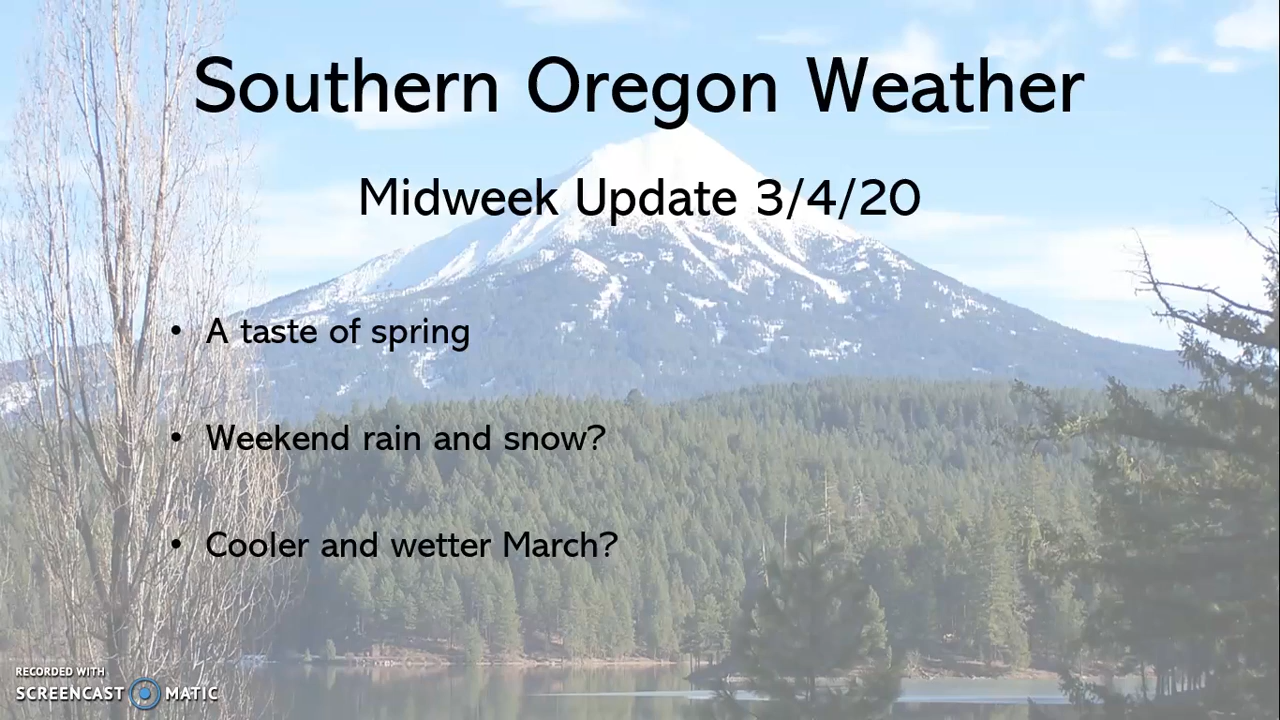 Southern Oregon Weather
Midweek Update 3/4/20
• A taste of spring
• Weekend rain and snow?
• Cooler and wetter March?
RECORDED WITH
SCREENCAST MATIC